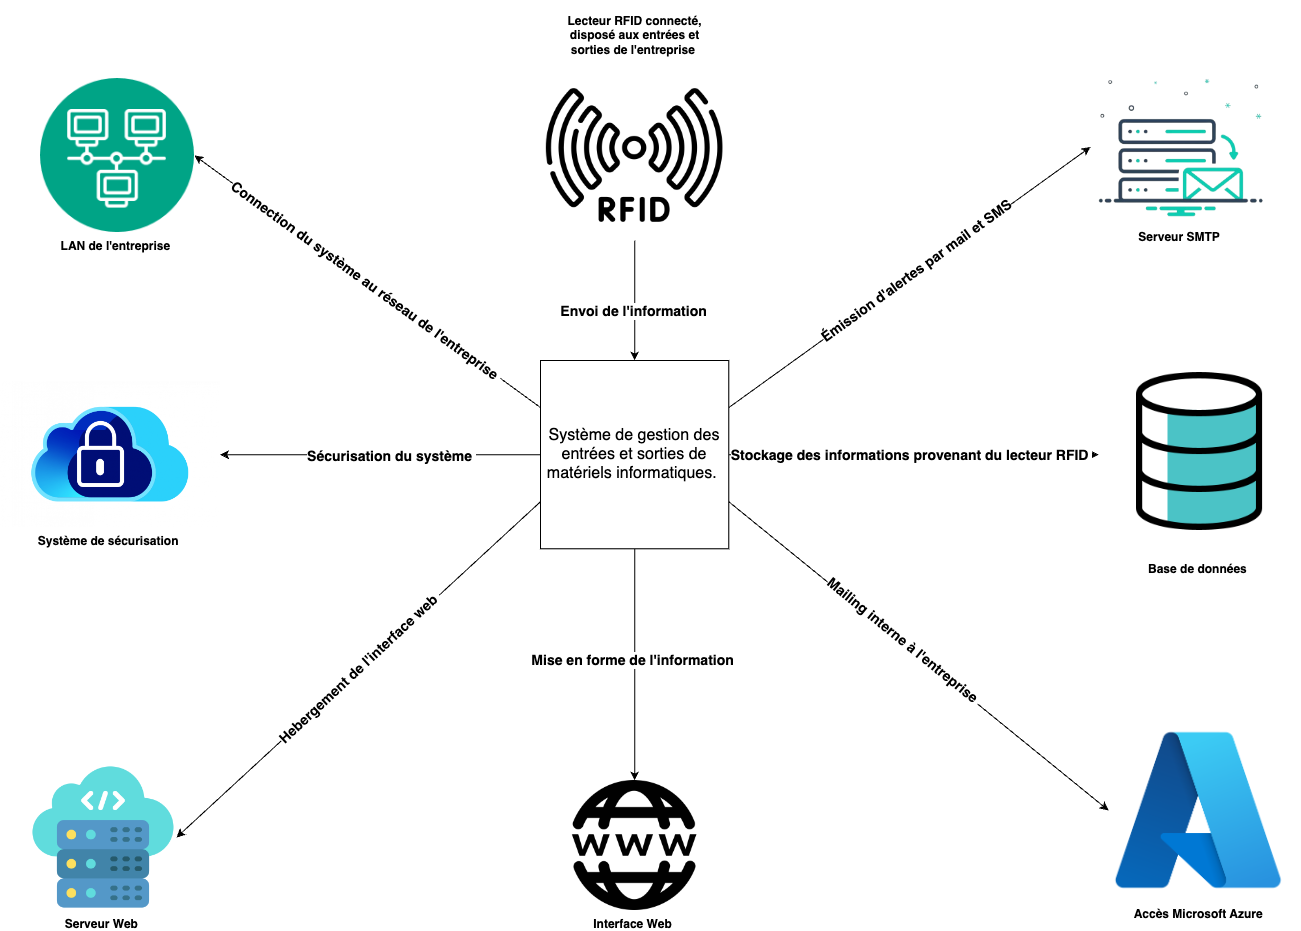 Lecteur RFID connecté,
disposé aux entrées et
sorties de l'entreprise
RFID
LAN de l'entreprise
Connection du système au réseau de l'entreprise
Envoi de l'information
Émission d'alertes par mail et SMS
Serveur SMTP
Système de gestion des
entrées et sorties de
matériels informatiques.
Sécurisation du système
Système de sécurisation
Stockage des informations provenant du lecteur RFID
Base de données
Hebergement de l'interface web
</>
Serveur Web
Mise en forme de l'information
WWW
Interface Web
Mailing interne à l'entreprise
Accès Microsoft Azure